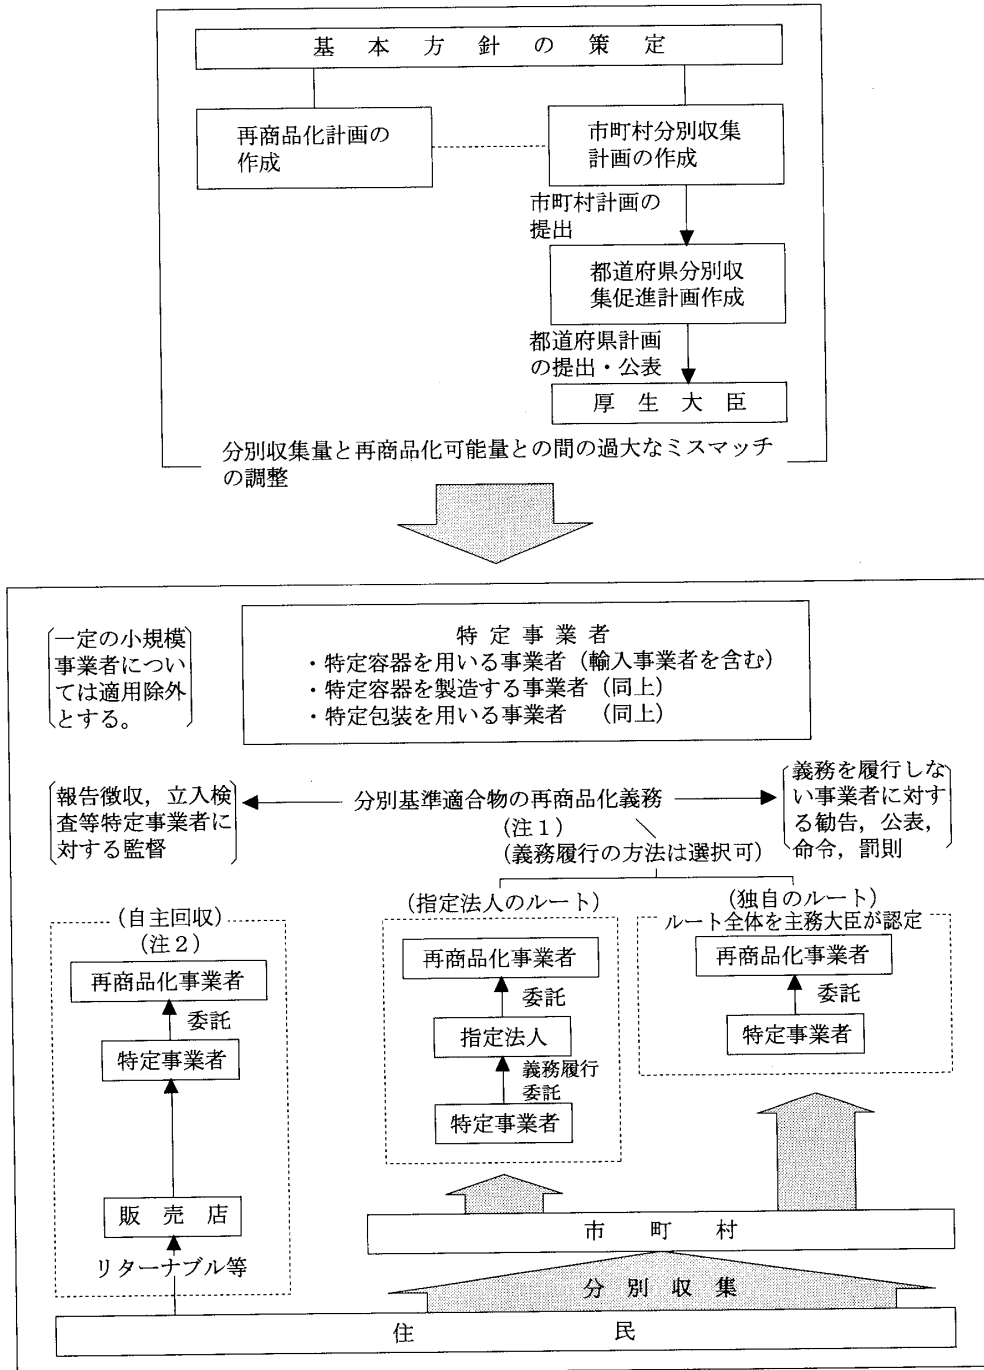 基本方針の策定
再商品化計画の
作成
市町村分別収集
計画の作成
市町村計画の
提出
都道府県分別収
集促進計画作成
都道府県計画
の提出・公表
厚生大臣
分別収集量と再商品化可能量との間の過大なミスマッチ
の調整
一定の小規模
事業者につい
ては適用除外
とする。
特定事業者
・特定容器を用いる事業者（輸入事業者を含む）
・特定容器を製造する事業者（同上）
・特定包装を用いる事業者　（同上）
報告徴収，立入検
査等特定事業者に
対する監督
分別基準適合物の再商品化義務
（注１）
（義務履行の方法は選択可）
義務を履行しな
い事業者に対す
る勧告，公表，
命令，罰則
（自主回収）
（注２）
再商品化事業者
委託
特定事業者
販売店
リターナブル等
（指定法人のルート）
再商品化事業者
委託
指定法人
義務履行
委託
特定事業者
（独自のルート）
ルート全体を主務大臣が認定
再商品化事業者
委託
特定事業者
市町村
分別収集
住民